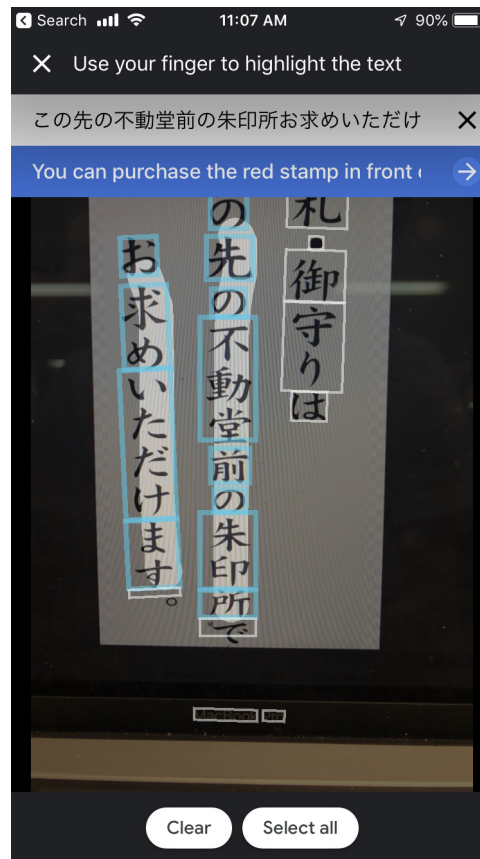 Search
11:07 AM
90%
Use your finger to highlight the text
この先の不動堂前の朱印所お求めいただけ
You can purchase the red stamp in front
札・御守りは
の先の不動堂前の朱印所で
お求めいただけます。
MacBook Pro
Clear
Select all